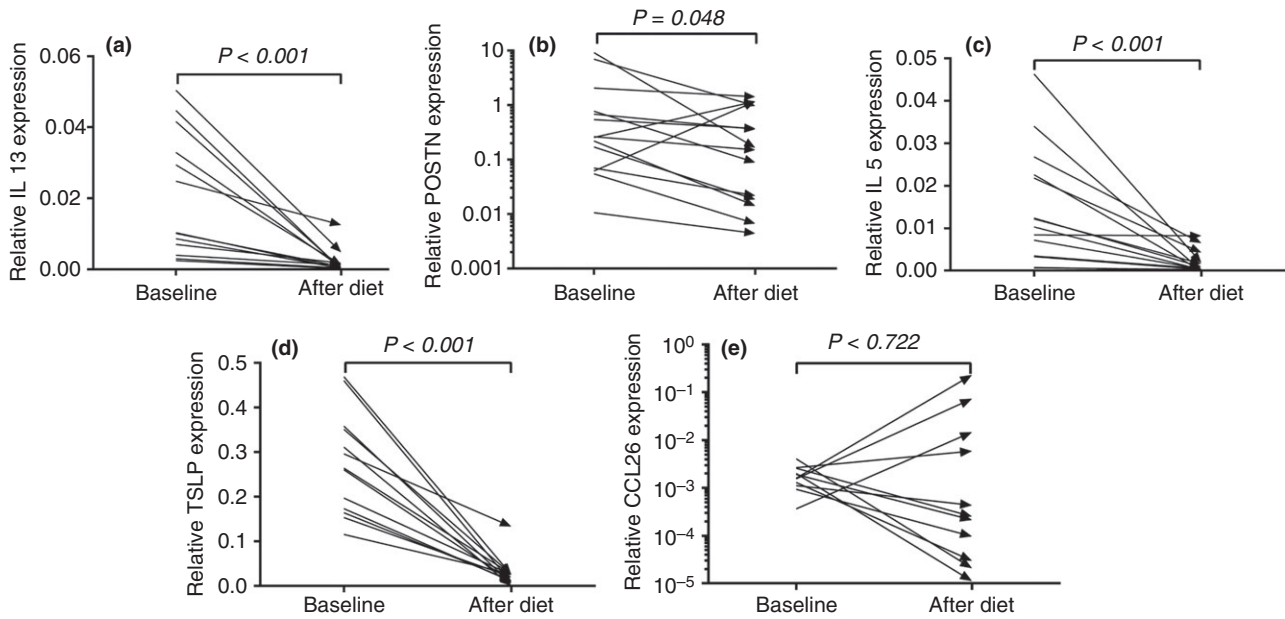 (a)
P < 0.001
Relative IL 13 expression
0.06
0.04
0.02
0.00
Baseline
After diet
(b)
P = 0.048
Relative POSTN expression
10
1
0.1
0.01
0.001
Baseline
After diet
(c)
P < 0.001
Relative IL 5 expression
0.05
0.04
0.03
0.02
0.01
0.00
Baseline
After diet
(d)
P < 0.001
Relative TSLP expression
0.5
0.4
0.3
0.2
0.1
0.0
Baseline
After diet
(e)
P < 0.722
Relative CCL26 expression
10⁰
10⁻¹
10⁻²
10⁻³
10⁻⁴
10⁻⁵
Baseline
After diet